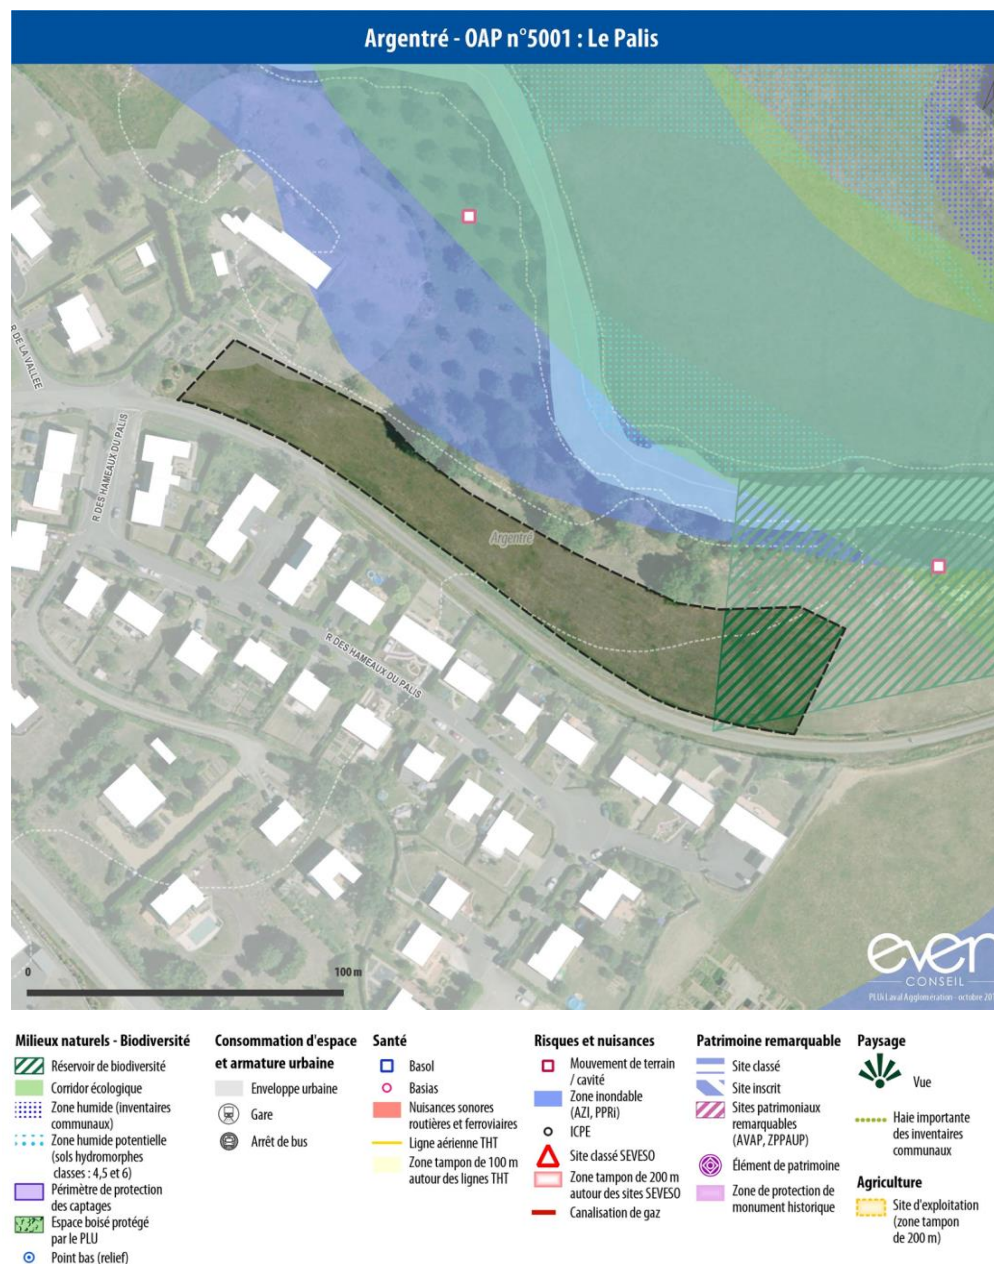 Argentré - OAP n°5001 : Le Palis
R DE LA VALLEE
R DES HAMEAUX DU PALIS
Argentré
R DES HAMEAUX DU PALIS
0
100 m
even
CONSEIL
PLUi Laval Agglomération - octobre
Milieux naturels - Biodiversité
Réservoir de biodiversité
Corridor écologique
Zone humide (inventaires
communaux)
Zone humide potentielle
(sols hydromorphes
classes : 4,5 et 6)
Périmètre de protection
des captages
Espace boisé protégé
par le PLU
Point bas (relief)
Consommation d'espace
et armature urbaine
Enveloppe urbaine
Gare
Arrêt de bus
Santé
Basol
Basias
Nuisances sonores
routières et ferroviaires
Ligne aérienne THT
Zone tampon de 100 m
autour des lignes THT
Risques et nuisances
Mouvement de terrain
/ cavité
Zone inondable
(AZI, PPRi)
ICPE
Site classé SEVESO
Zone tampon de 200 m
autour des sites SEVESO
Canalisation de gaz
Patrimoine remarquable
Site classé
Site inscrit
Sites patrimoniaux
remarquables
(AVAP, ZPPAUP)
Élément de patrimoine
Zone de protection de
monument historique
Paysage
Vue
Haie importante
des inventaires
communaux
Agriculture
Site d'exploitation
(zone tampon
de 200 m)